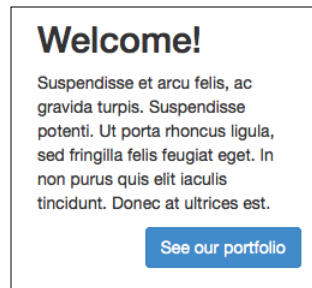 Welcome!
Suspendisse et arcu felis, ac
gravida turpis. Suspendisse
potenti. Ut porta rhoncus ligula,
sed fringilla felis feugiat eget. In
non purus quis elit iaculis
tincidunt. Donec at ultrices est.
See our portfolio